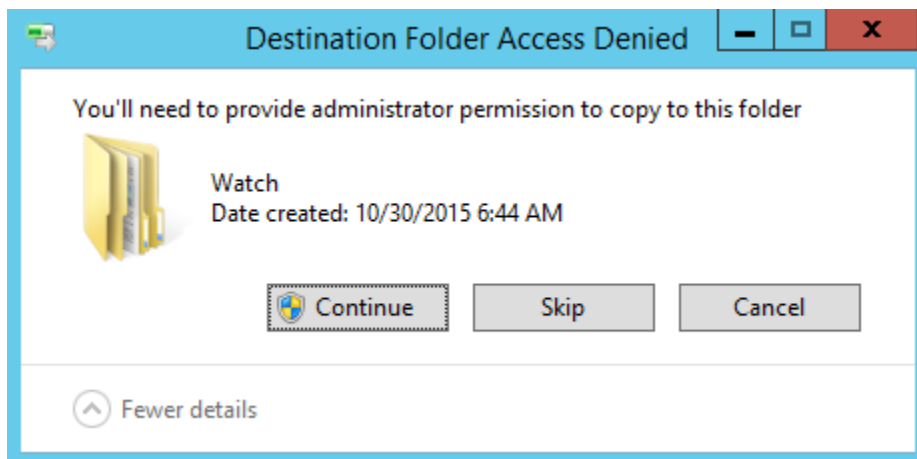 Destination Folder Access Denied
You'll need to provide administrator permission to copy to this folder
Watch
Date created: 10/30/2015 6:44 AM
Continue
Skip
Cancel
Fewer details